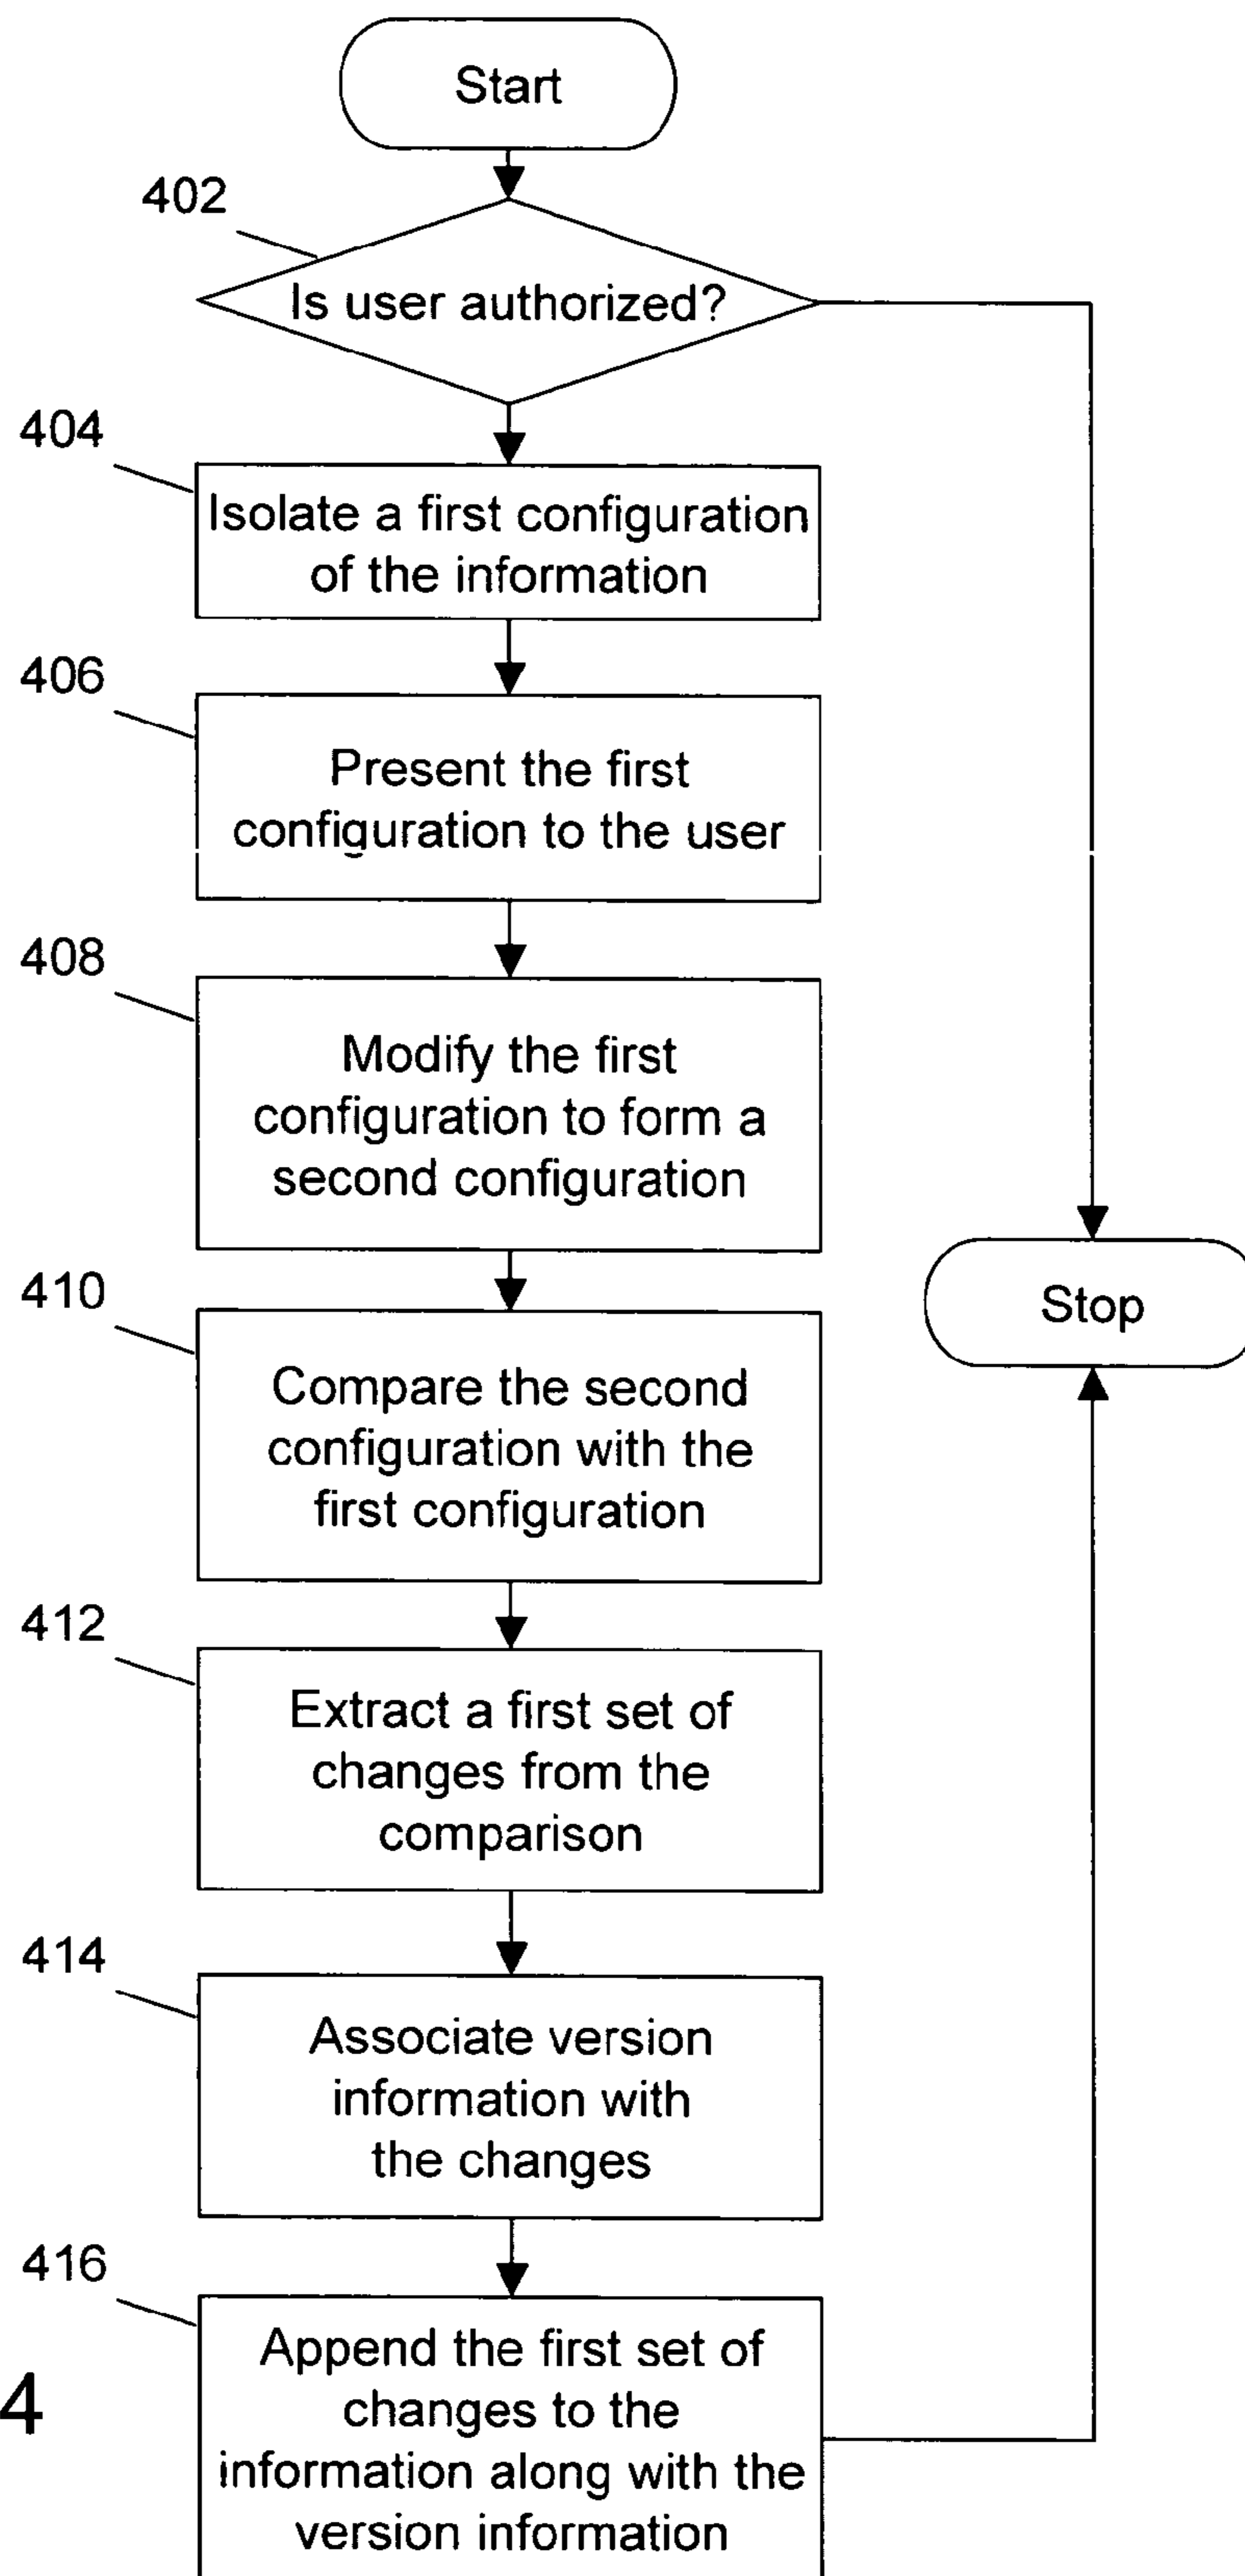 Start
402
Is user authorized?
404
Isolate a first configuration
of the information
406
Present the first
configuration to the user
408
Modify the first
configuration to form a
second configuration
410
Compare the second
configuration with the
first configuration
Stop
412
Extract a first set of
changes from the
comparison
414
Associate version
information with
the changes
416
Append the first set of
changes to the
information along with the
version information
4